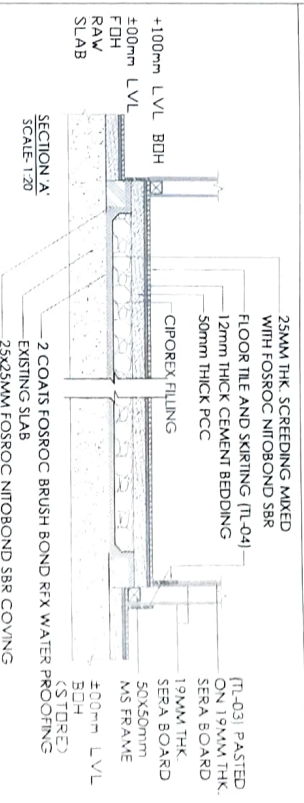 25MM THK. SCREEDING MIXED
WITH FOSROC NITOBOND SBR
FLOOR TILE AND SKIRTING (TL-04)
12mm THICK CEMENT BEDDING
50mm THICK PCC
CIPOREX FILLING
(TL-03) PASTED
ON 19MM THK.
SERA BOARD
19MM THK.
SERA BOARD
50X50mm
MS FRAME
±00mm LVL
BOH
(STORE)
+100mm LVL BOH
±00mm LVL
FOH
RAW
SLAB
2 COATS FOSROC BRUSH BOND RFX WATER PROOFING
EXISTING SLAB
25x25MM FOSROC NITOBOND SBR COVING
SECTION 'A'
SCALE- 1:20